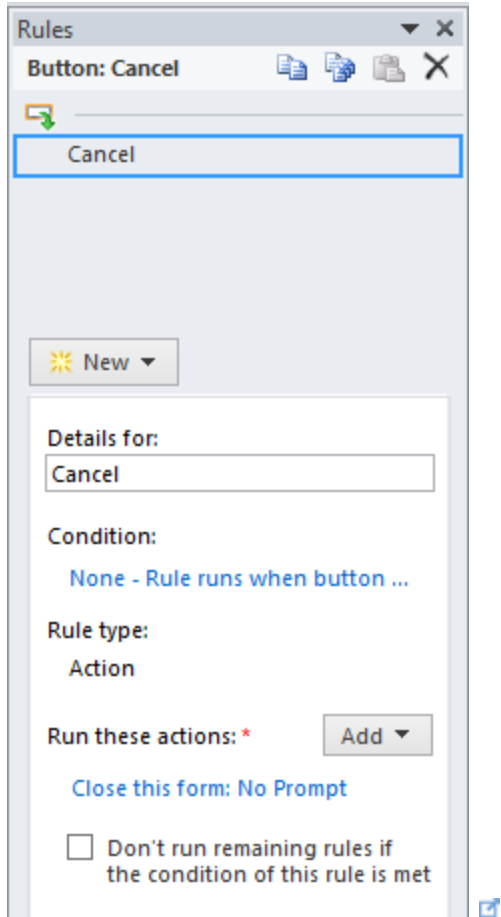 Rules
Button: Cancel
Cancel
New
Details for:
Cancel
Condition:
None - Rule runs when button ...
Rule type:
Action
Run these actions: *
Add
Close this form: No Prompt
Don't run remaining rules if
the condition of this rule is met